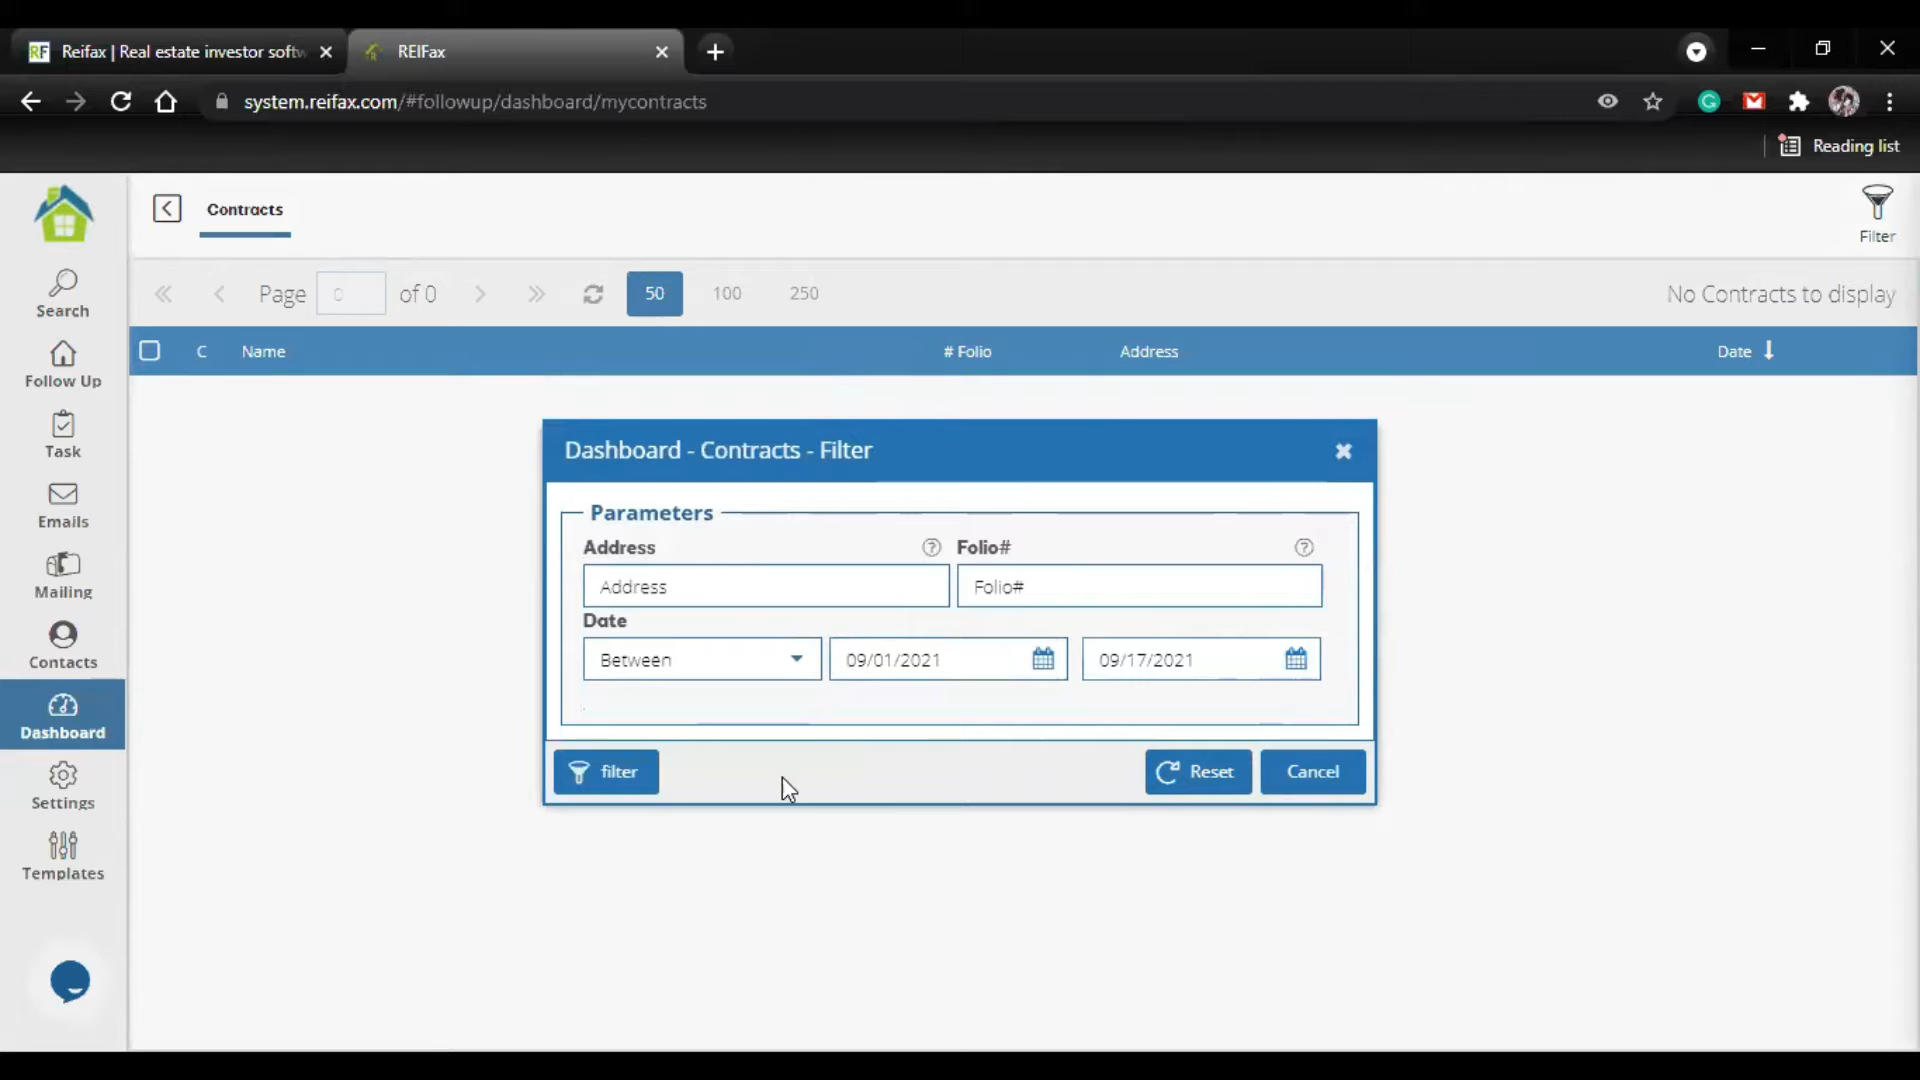 RF Reifax | Real estate investor softw
REIFax
system.reifax.com/#followup/dashboard/mycontracts
Reading list
Contracts
Filter
Page 0 of 0 50 100 250 No Contracts to display
C Name # Folio Address Date
Search
Follow Up
Task
Emails
Mailing
Contacts
Dashboard
Settings
Templates
Dashboard - Contracts - Filter
Parameters
Address ? Folio# ?
Address Folio#
Date
Between 09/01/2021 09/17/2021
filter Reset Cancel